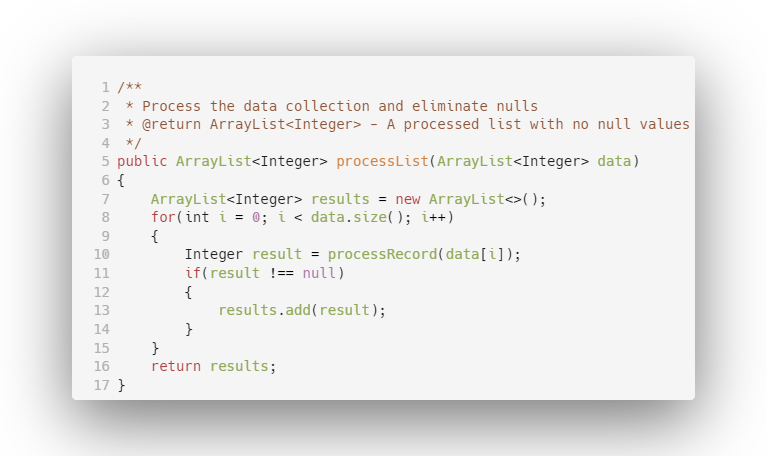 1 /**
2  * Process the data collection and eliminate nulls
3  * @return ArrayList<Integer> - A processed list with no null values
4  */
5 public ArrayList<Integer> processList(ArrayList<Integer> data)
6 {
7     ArrayList<Integer> results = new ArrayList<>();
8     for(int i = 0; i < data.size(); i++)
9     {
10         Integer result = processRecord(data[i]);
11         if(result !== null)
12         {
13             results.add(result);
14         }
15     }
16     return results;
17 }